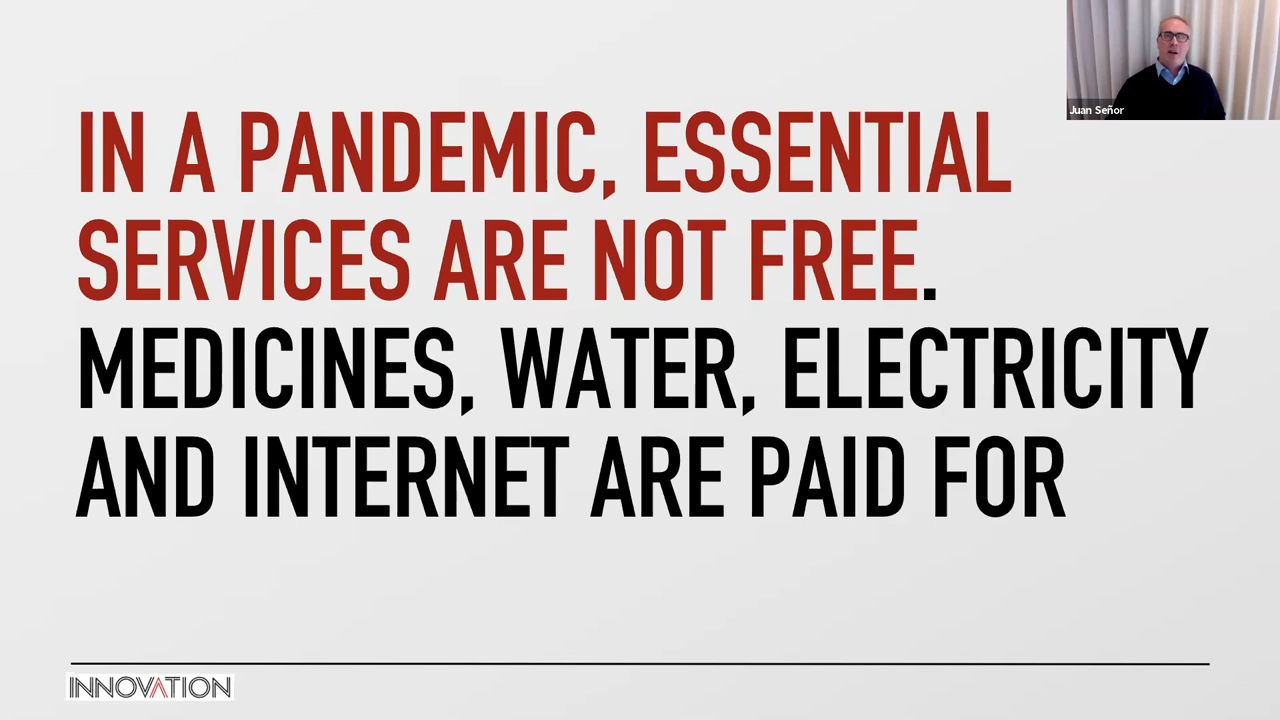 Juan Señor
IN A PANDEMIC, ESSENTIAL
SERVICES ARE NOT FREE.
MEDICINES, WATER, ELECTRICITY
AND INTERNET ARE PAID FOR
INNOVATION